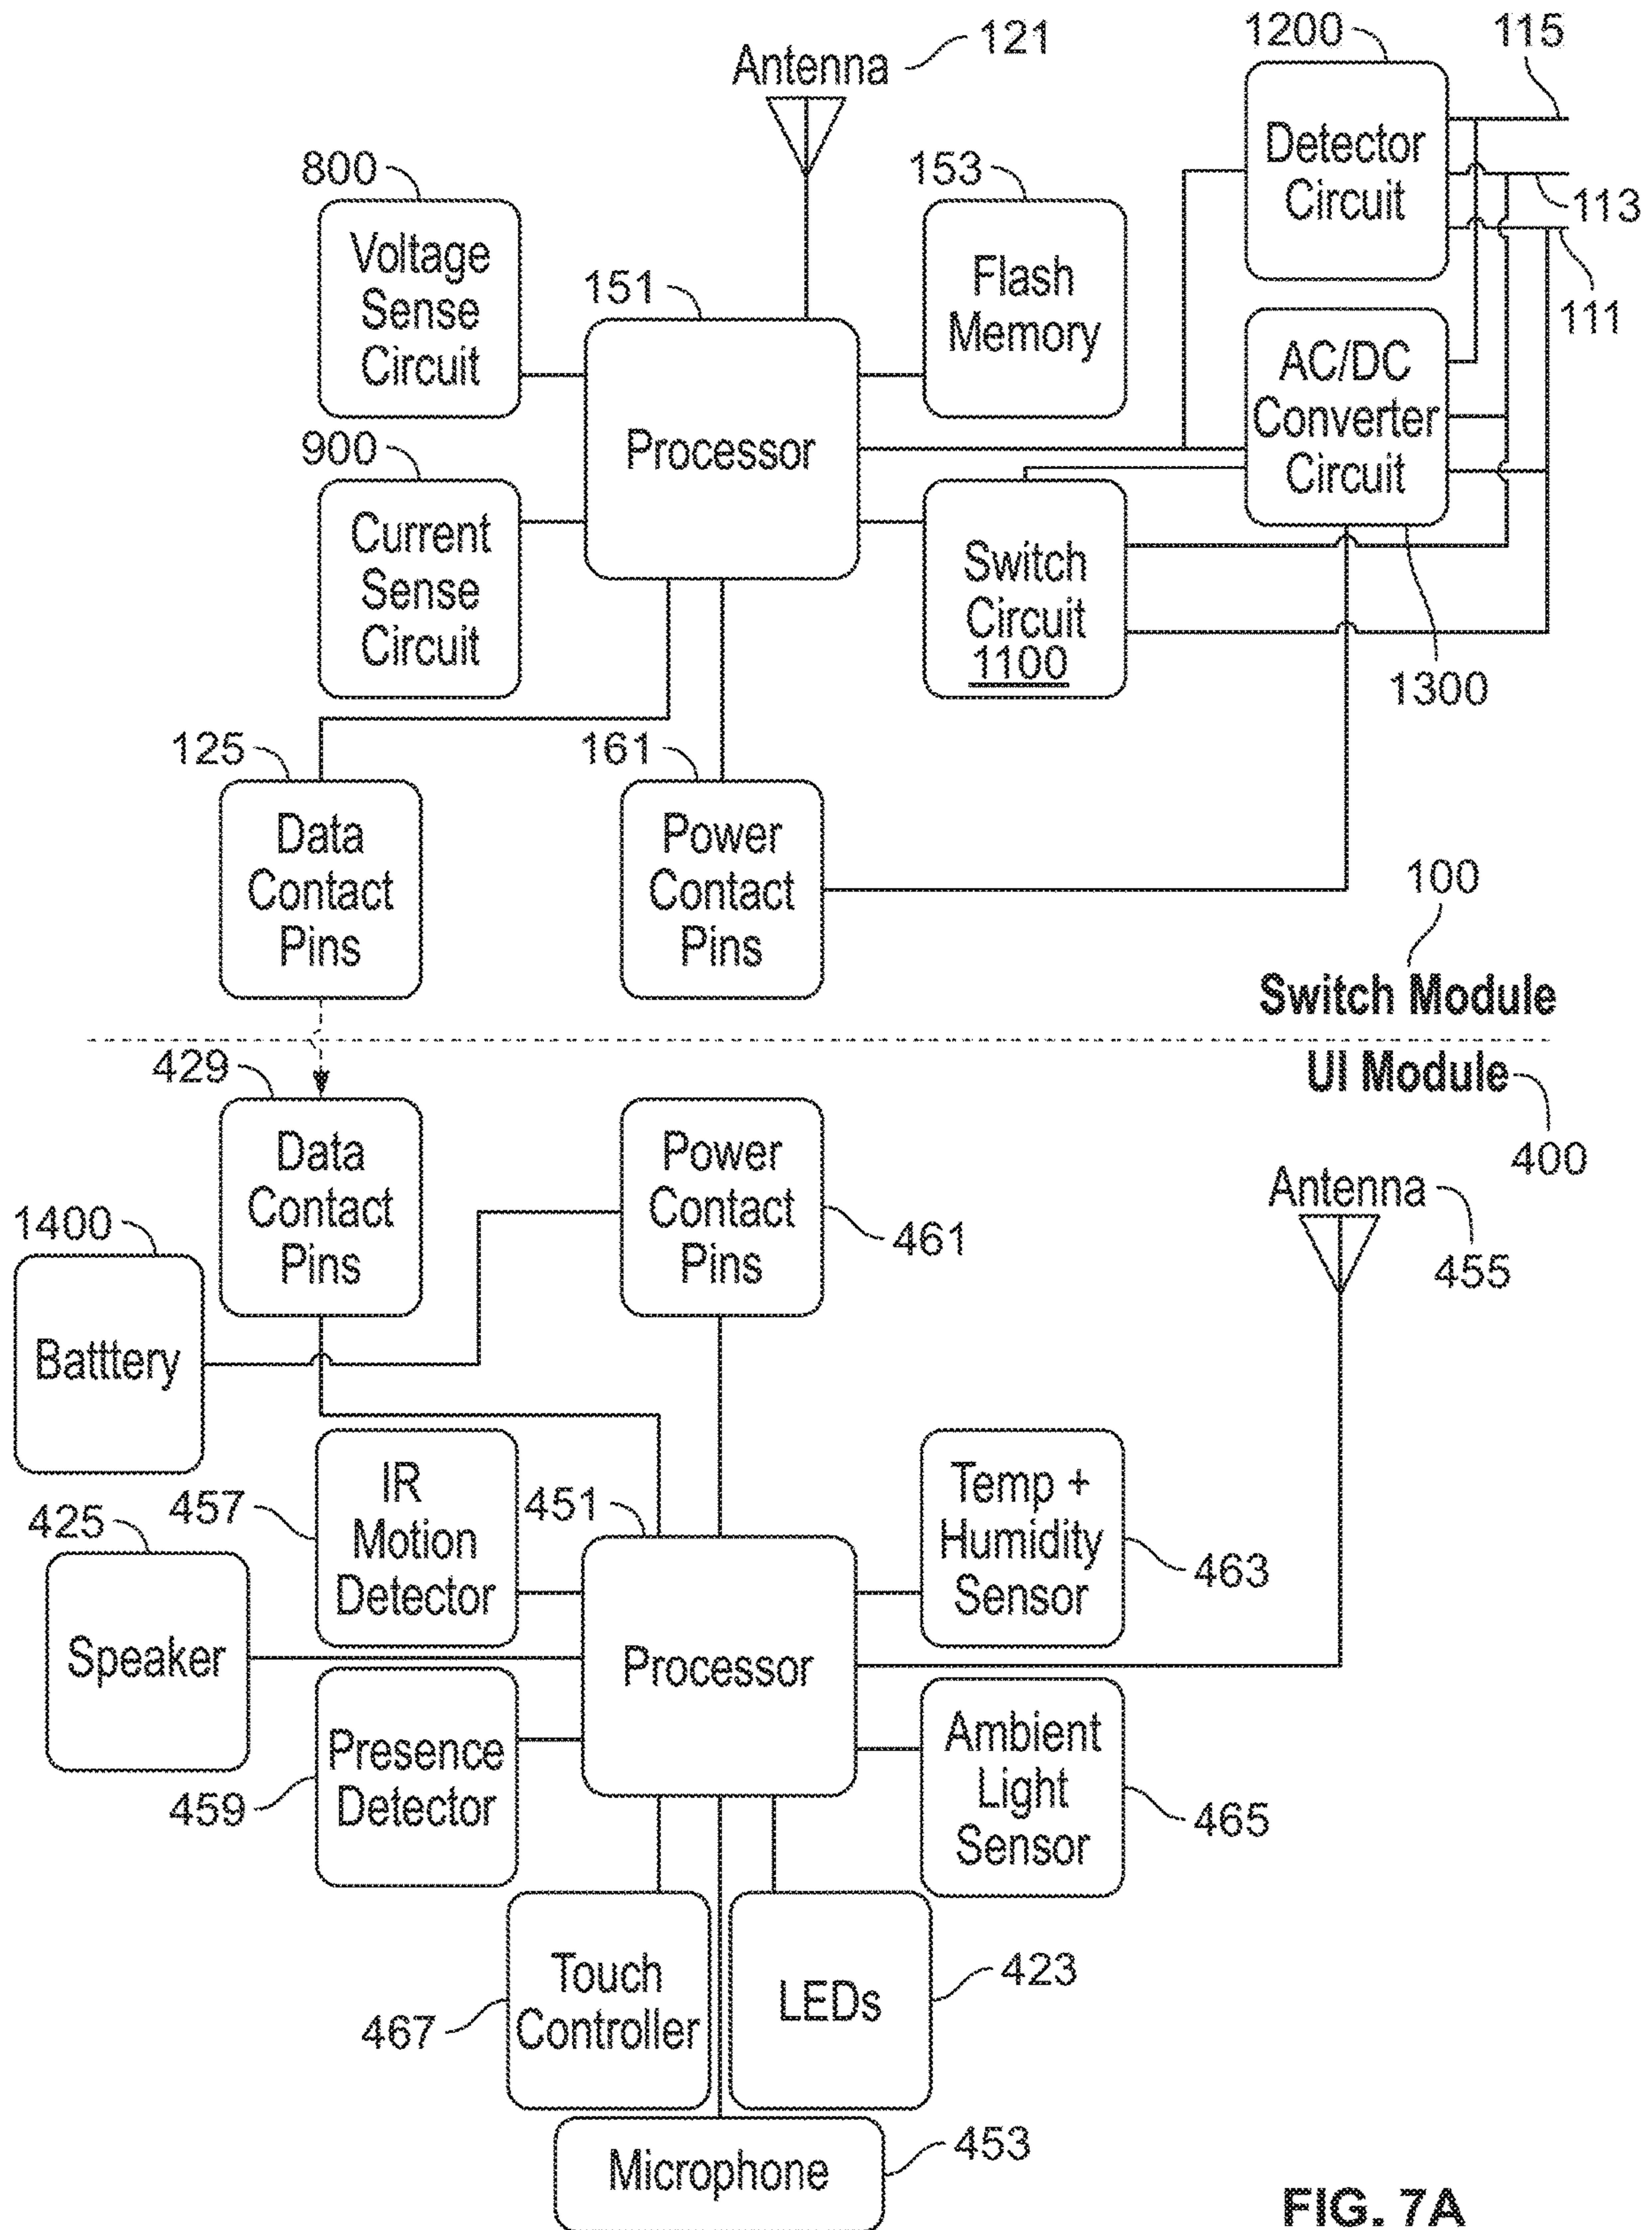 121
Antenna
1200
115
800
153
Detector
Circuit
113
111
Voltage
Sense
Circuit
151
Flash
Memory
AC/DC
Converter
Circuit
Processor
900
Current
Sense
Circuit
Switch
Circuit
1100
1300
125
161
Data
Contact
Pins
Power
Contact
Pins
100
Switch Module
UI Module
400
429
Data
Contact
Pins
Power
Contact
Pins
461
Antenna
455
1400
Batttery
457
IR
Motion
Detector
451
Temp +
Humidity
Sensor
463
425
Speaker
Processor
Presence
Detector
459
Ambient
Light
Sensor
465
Touch
Controller
467
LEDs
423
Microphone
453
FIG. 7A